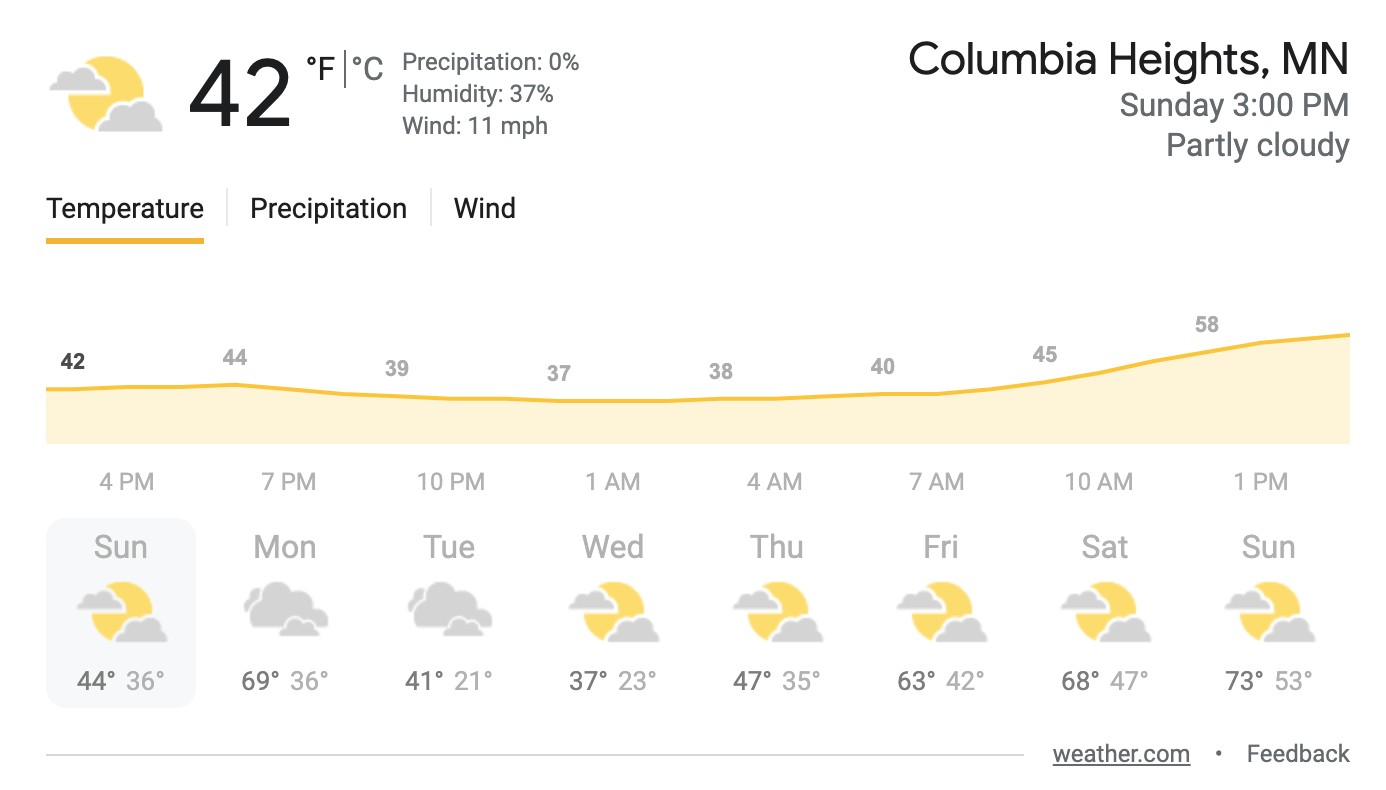 42 °F | °C
Precipitation: 0%
Humidity: 37%
Wind: 11 mph
Columbia Heights, MN
Sunday 3:00 PM
Partly cloudy
Temperature | Precipitation | Wind
42 44 39 37 38 40 45 58
4 PM 7 PM 10 PM 1 AM 4 AM 7 AM 10 AM 1 PM
Sun Mon Tue Wed Thu Fri Sat Sun
44° 36° 69° 36° 41° 21° 37° 23° 47° 35° 63° 42° 68° 47° 73° 53°
weather.com • Feedback